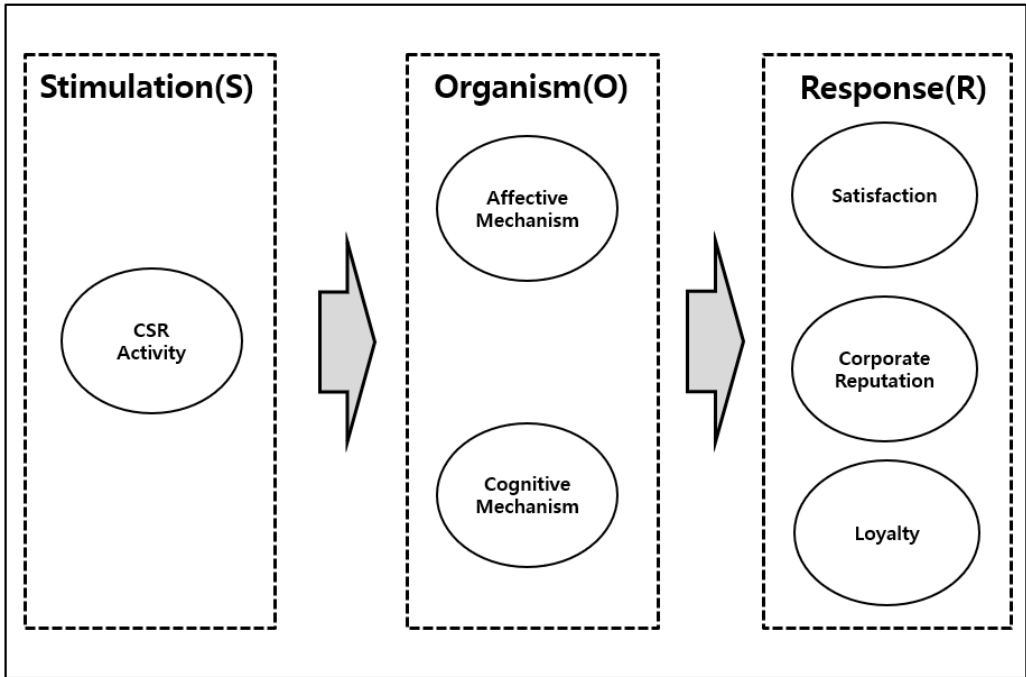 Stimulation(S)
CSR
Activity
Organism(O)
Affective
Mechanism
Cognitive
Mechanism
Response(R)
Satisfaction
Corporate
Reputation
Loyalty